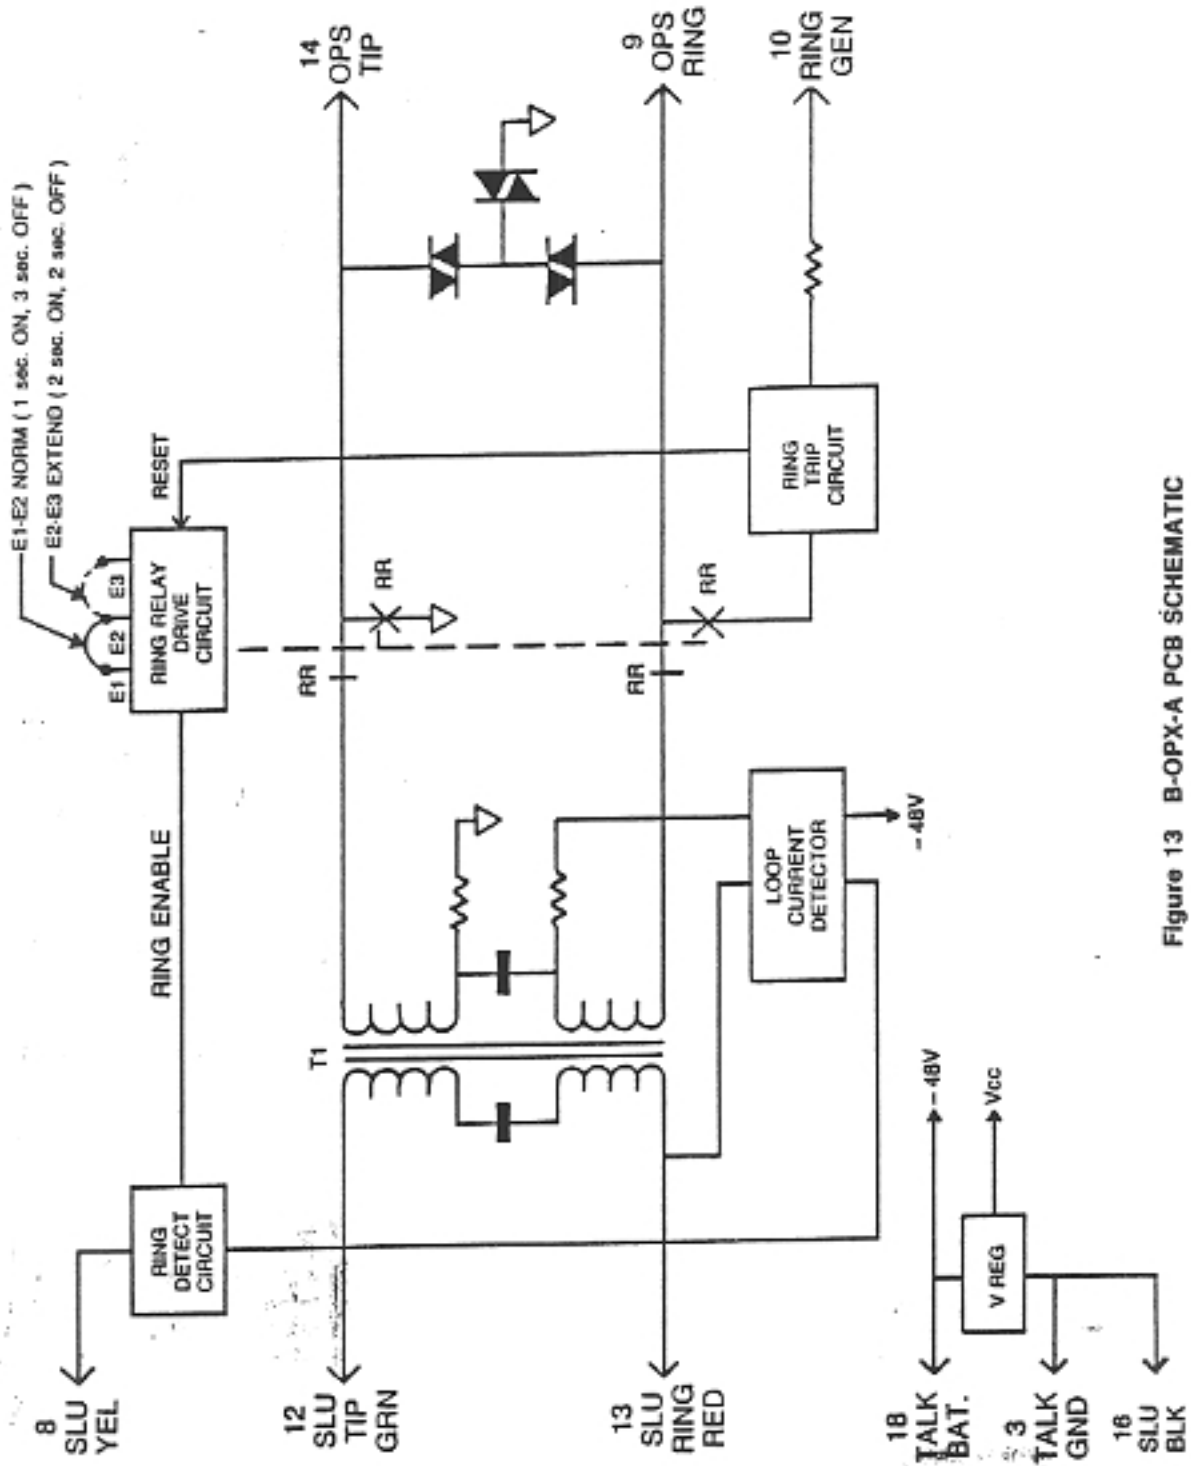 E1-E2 NORM ( 1 sec. ON, 3 sec. OFF )
E2-E3 EXTEND ( 2 sec. ON, 2 sec. OFF )
8
SLU
YEL
RING
DETECT
CIRCUIT
RING ENABLE
E1
E2
E3
RING RELAY
DRIVE
CIRCUIT
RESET
12
SLU
TIP
GRN
T1
RR
RR
14
OPS
TIP
13
SLU
RING
RED
RR
RR
9
OPS
RING
LOOP
CURRENT
DETECTOR
-48V
RING
TRIP
CIRCUIT
10
RING
GEN
18
TALK
BAT.
-48V
V REG
Vcc
3
TALK
GND
16
SLU
BLK
Figure 13 B-OPX-A PCB SCHEMATIC